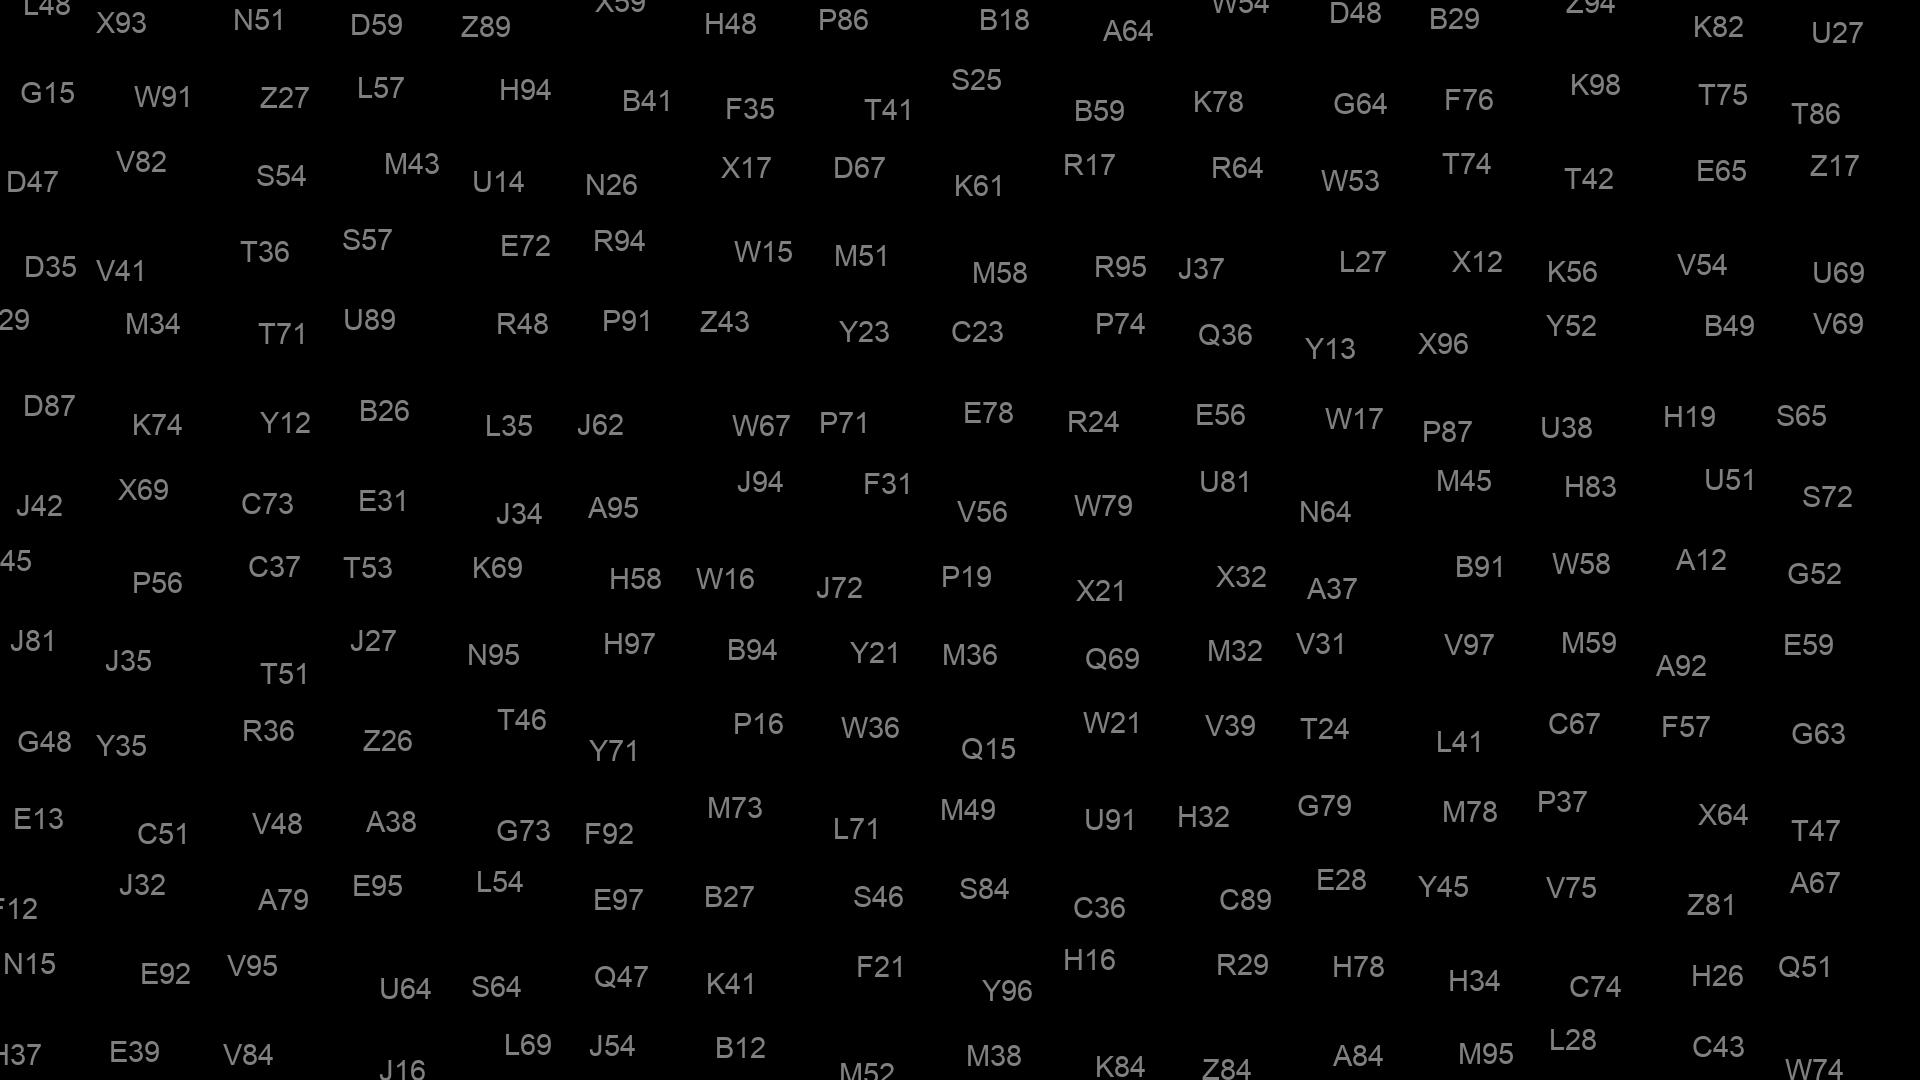 L48 X93 N51 D59 Z89 X59 H48 P86 B18 A64 W54 D48 B29 Z94 K82 U27
G15 W91 Z27 L57 H94 B41 F35 T41 S25 B59 K78 G64 F76 K98 T75 T86
D47 V82 S54 M43 U14 N26 X17 D67 K61 R17 R64 W53 T74 T42 E65 Z17
D35 V41 T36 S57 E72 R94 W15 M51 M58 R95 J37 L27 X12 K56 V54 U69
29 M34 T71 U89 R48 P91 Z43 Y23 C23 P74 Q36 Y13 X96 Y52 B49 V69
D87 K74 Y12 B26 L35 J62 W67 P71 E78 R24 E56 W17 P87 U38 H19 S65
J42 X69 C73 E31 J34 A95 J94 F31 V56 W79 U81 N64 M45 H83 U51 S72
45 P56 C37 T53 K69 H58 W16 J72 P19 X21 X32 A37 B91 W58 A12 G52
J81 J35 T51 J27 N95 H97 B94 Y21 M36 Q69 M32 V31 V97 M59 A92 E59
G48 Y35 R36 Z26 T46 Y71 P16 W36 Q15 W21 V39 T24 L41 C67 F57 G63
E13 C51 V48 A38 G73 F92 M73 L71 M49 U91 H32 G79 M78 P37 X64 T47
F12 J32 A79 E95 L54 E97 B27 S46 S84 C36 C89 E28 Y45 V75 Z81 A67
N15 E92 V95 U64 S64 Q47 K41 F21 Y96 H16 R29 H78 H34 C74 H26 Q51
H37 E39 V84 J16 L69 J54 B12 M52 M38 K84 Z84 A84 M95 L28 C43 W74